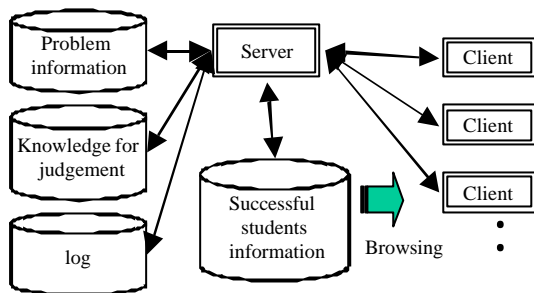 Problem
information
Server
Client
Knowledge for
judgement
Client
Successful
students
information
Client
log
Browsing